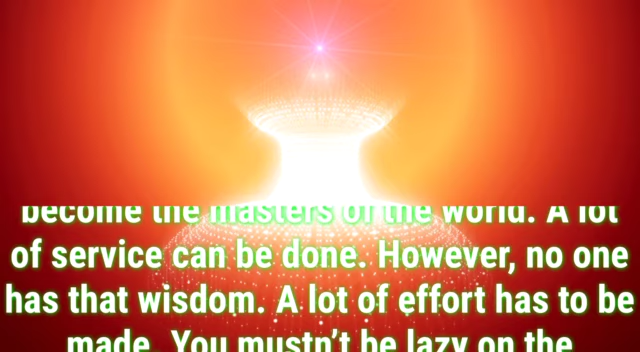 become the masters of the world. A lot
of service can be done. However, no one
has that wisdom. A lot of effort has to be
made. You mustn't be lazy on the